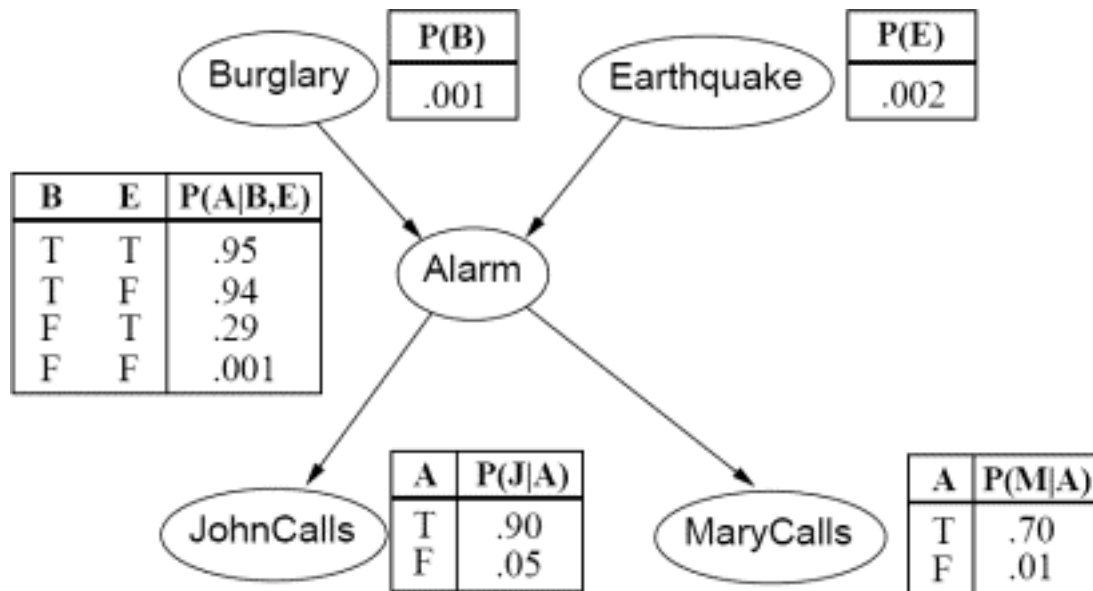 Burglary
P(B)
.001
Earthquake
P(E)
.002
B E P(A|B,E)
T T .95
T F .94
F T .29
F F .001
Alarm
JohnCalls
A P(J|A)
T .90
F .05
MaryCalls
A P(M|A)
T .70
F .01